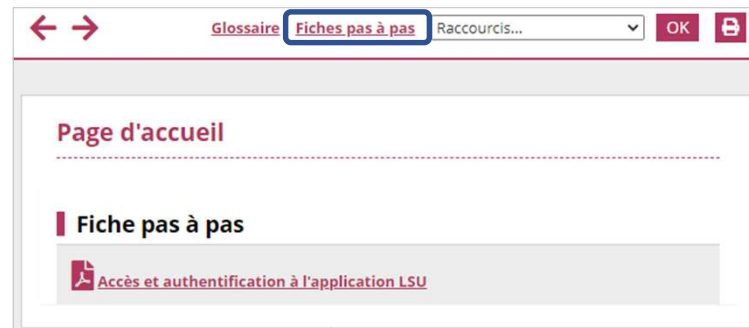 Glossaire Fiches pas à pas Raccourcis... OK
Page d'accueil
Fiche pas à pas
Accès et authentification à l'application LSU